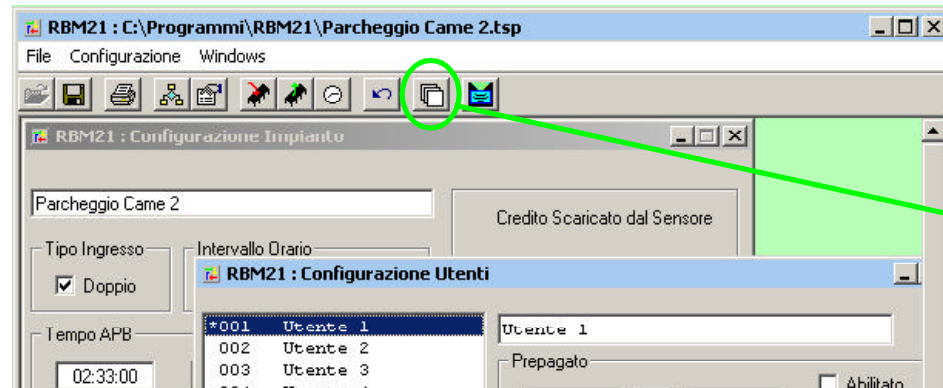 RBM21 : C:\Programmi\RBM21\Parcheggio Came 2.tsp
File Configurazione Windows
RBM21 : Configurazione Impianto
Parcheggio Came 2
Credito Scaricato dal Sensore
Tipo Ingresso
Intervallo Orario
Doppio
RBM21 : Configurazione Utenti
Tempo APB
02:33:00
*001 Utente 1
002 Utente 2
003 Utente 3
Utente 1
Prepagato
Abilitato